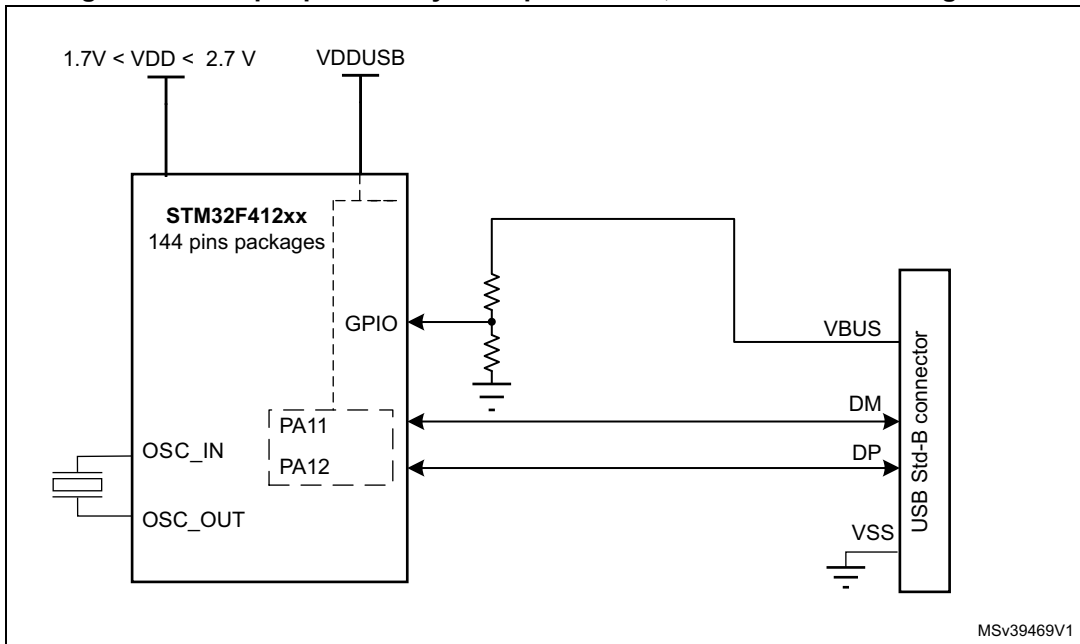 1.7V < VDD < 2.7 V
VDDUSB
STM32F412xx
144 pins packages
GPIO
VBUS
DM
PA11
DP
PA12
OSC_IN
OSC_OUT
VSS
USB Std-B connector
MSv39469V1